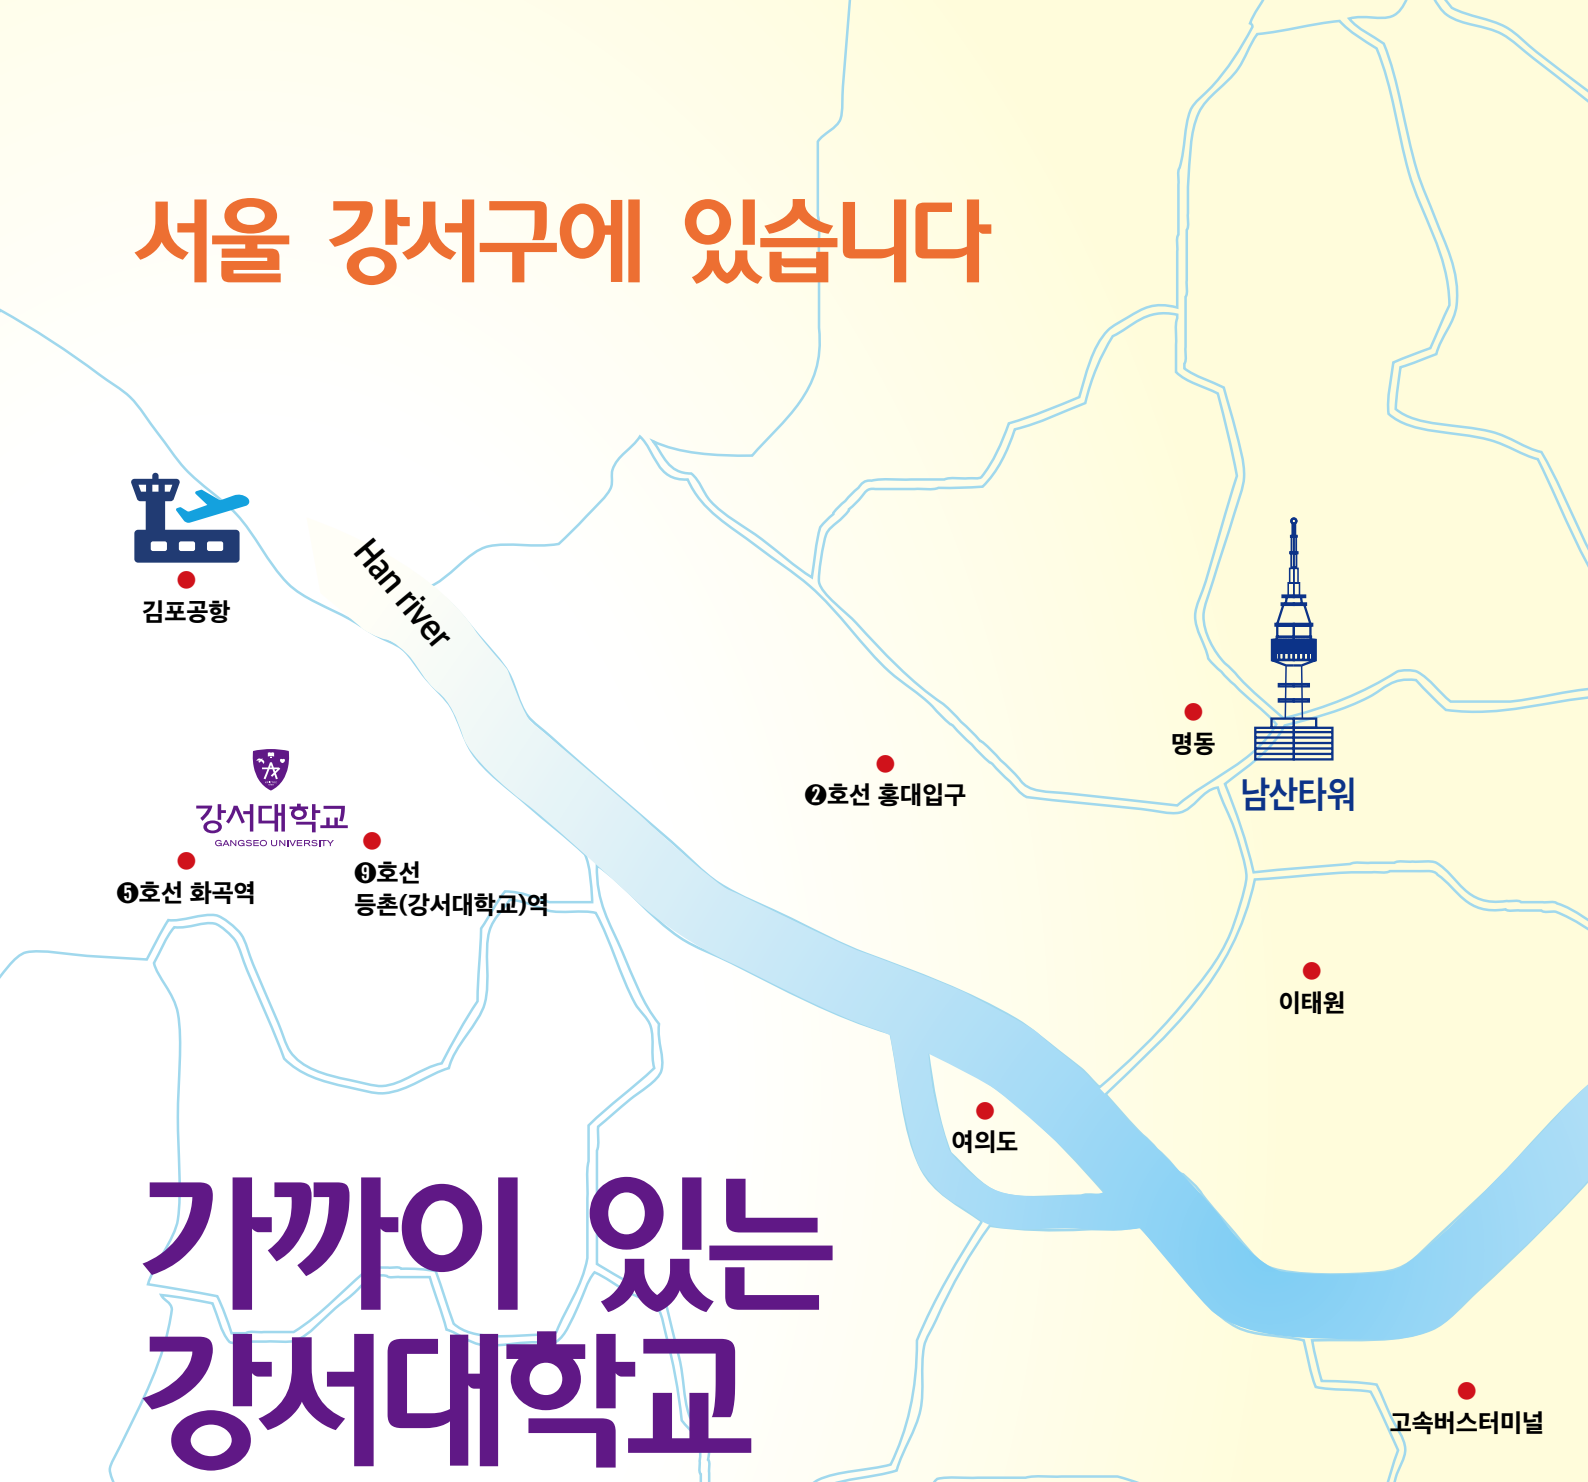 서울 강서구에 있습니다
김포공항
Han river
명동
남산타워
❷호선 홍대입구
강서대학교
GANGSEO UNIVERSITY
❺호선 화곡역
❾호선
등촌(강서대학교)역
이태원
여의도
가까이 있는
강서대학교
고속버스터미널